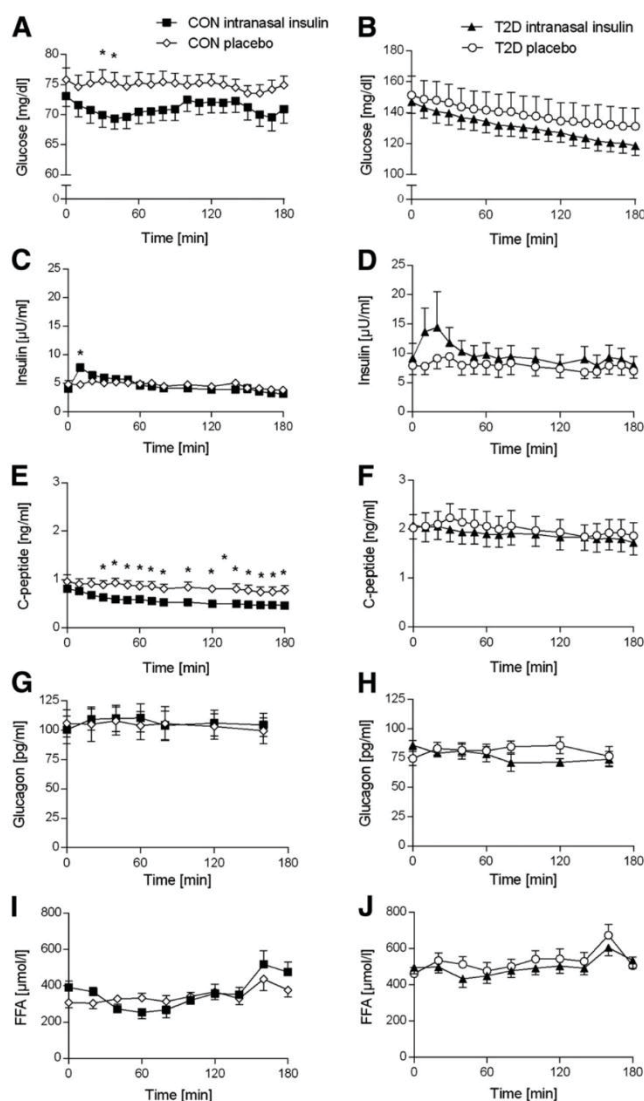 A
CON intranasal insulin
CON placebo
* *
Glucose [mg/dl]
80
75
70
65
60
0
0 60 120 180
Time [min]
B
T2D intranasal insulin
T2D placebo
Glucose [mg/dl]
180
160
140
120
100
0
0 60 120 180
Time [min]
C
Insulin [µU/ml]
25
20
15
10
5
0
*
0 60 120 180
Time [min]
D
Insulin [µU/ml]
25
20
15
10
5
0
0 60 120 180
Time [min]
E
C-peptide [ng/ml]
3
2
1
0
* * * * * * * * * * * * *
0 60 120 180
Time [min]
F
C-peptide [ng/ml]
3
2
1
0
0 60 120 180
Time [min]
G
Glucagon [pg/ml]
125
100
75
50
25
0
0 60 120 180
Time [min]
H
Glucagon [pg/ml]
125
100
75
50
25
0
0 60 120 180
Time [min]
I
FFA [µmol/l]
800
600
400
200
0
0 60 120 180
Time [min]
J
FFA [µmol/l]
800
600
400
200
0
0 60 120 180
Time [min]